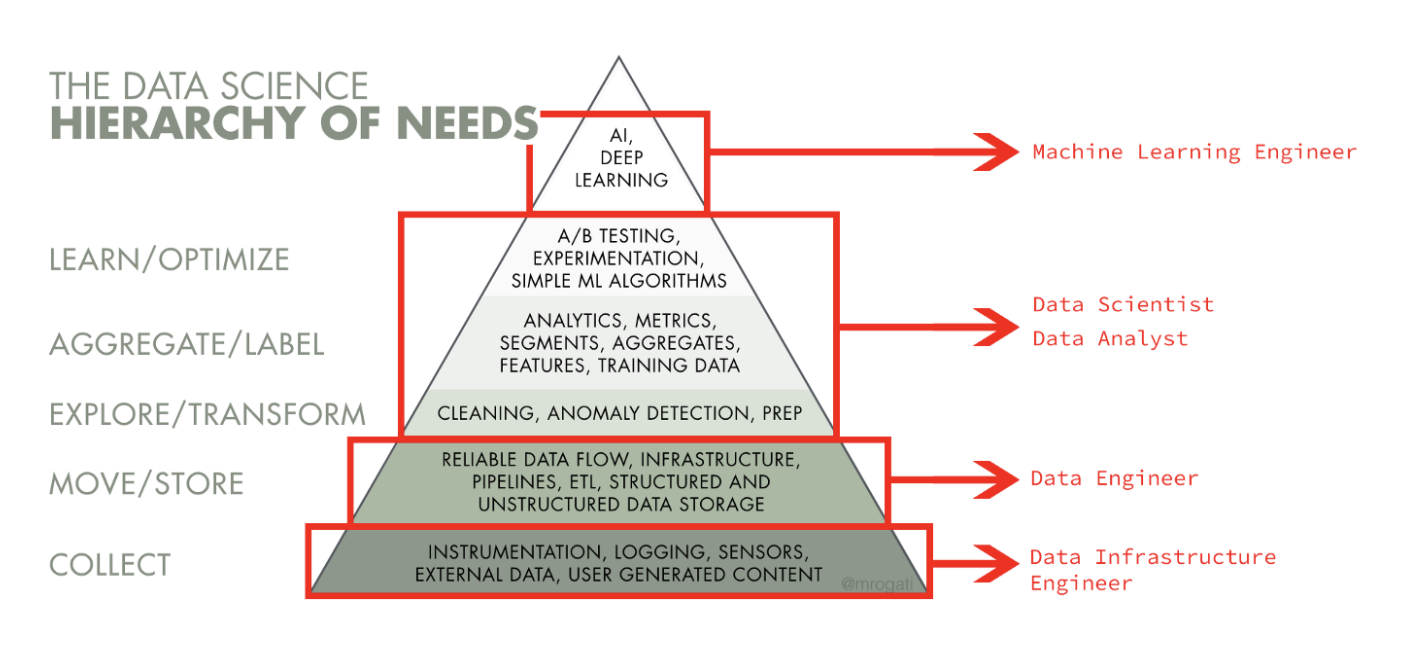 THE DATA SCIENCE
HIERARCHY OF NEEDS
AI,
DEEP
LEARNING
Machine Learning Engineer
LEARN/OPTIMIZE
A/B TESTING,
EXPERIMENTATION,
SIMPLE ML ALGORITHMS
AGGREGATE/LABEL
ANALYTICS, METRICS,
SEGMENTS, AGGREGATES,
FEATURES, TRAINING DATA
Data Scientist
Data Analyst
EXPLORE/TRANSFORM
CLEANING, ANOMALY DETECTION, PREP
MOVE/STORE
RELIABLE DATA FLOW, INFRASTRUCTURE,
PIPELINES, ETL, STRUCTURED AND
UNSTRUCTURED DATA STORAGE
Data Engineer
COLLECT
INSTRUMENTATION, LOGGING, SENSORS,
EXTERNAL DATA, USER GENERATED CONTENT
@mrogati
Data Infrastructure
Engineer